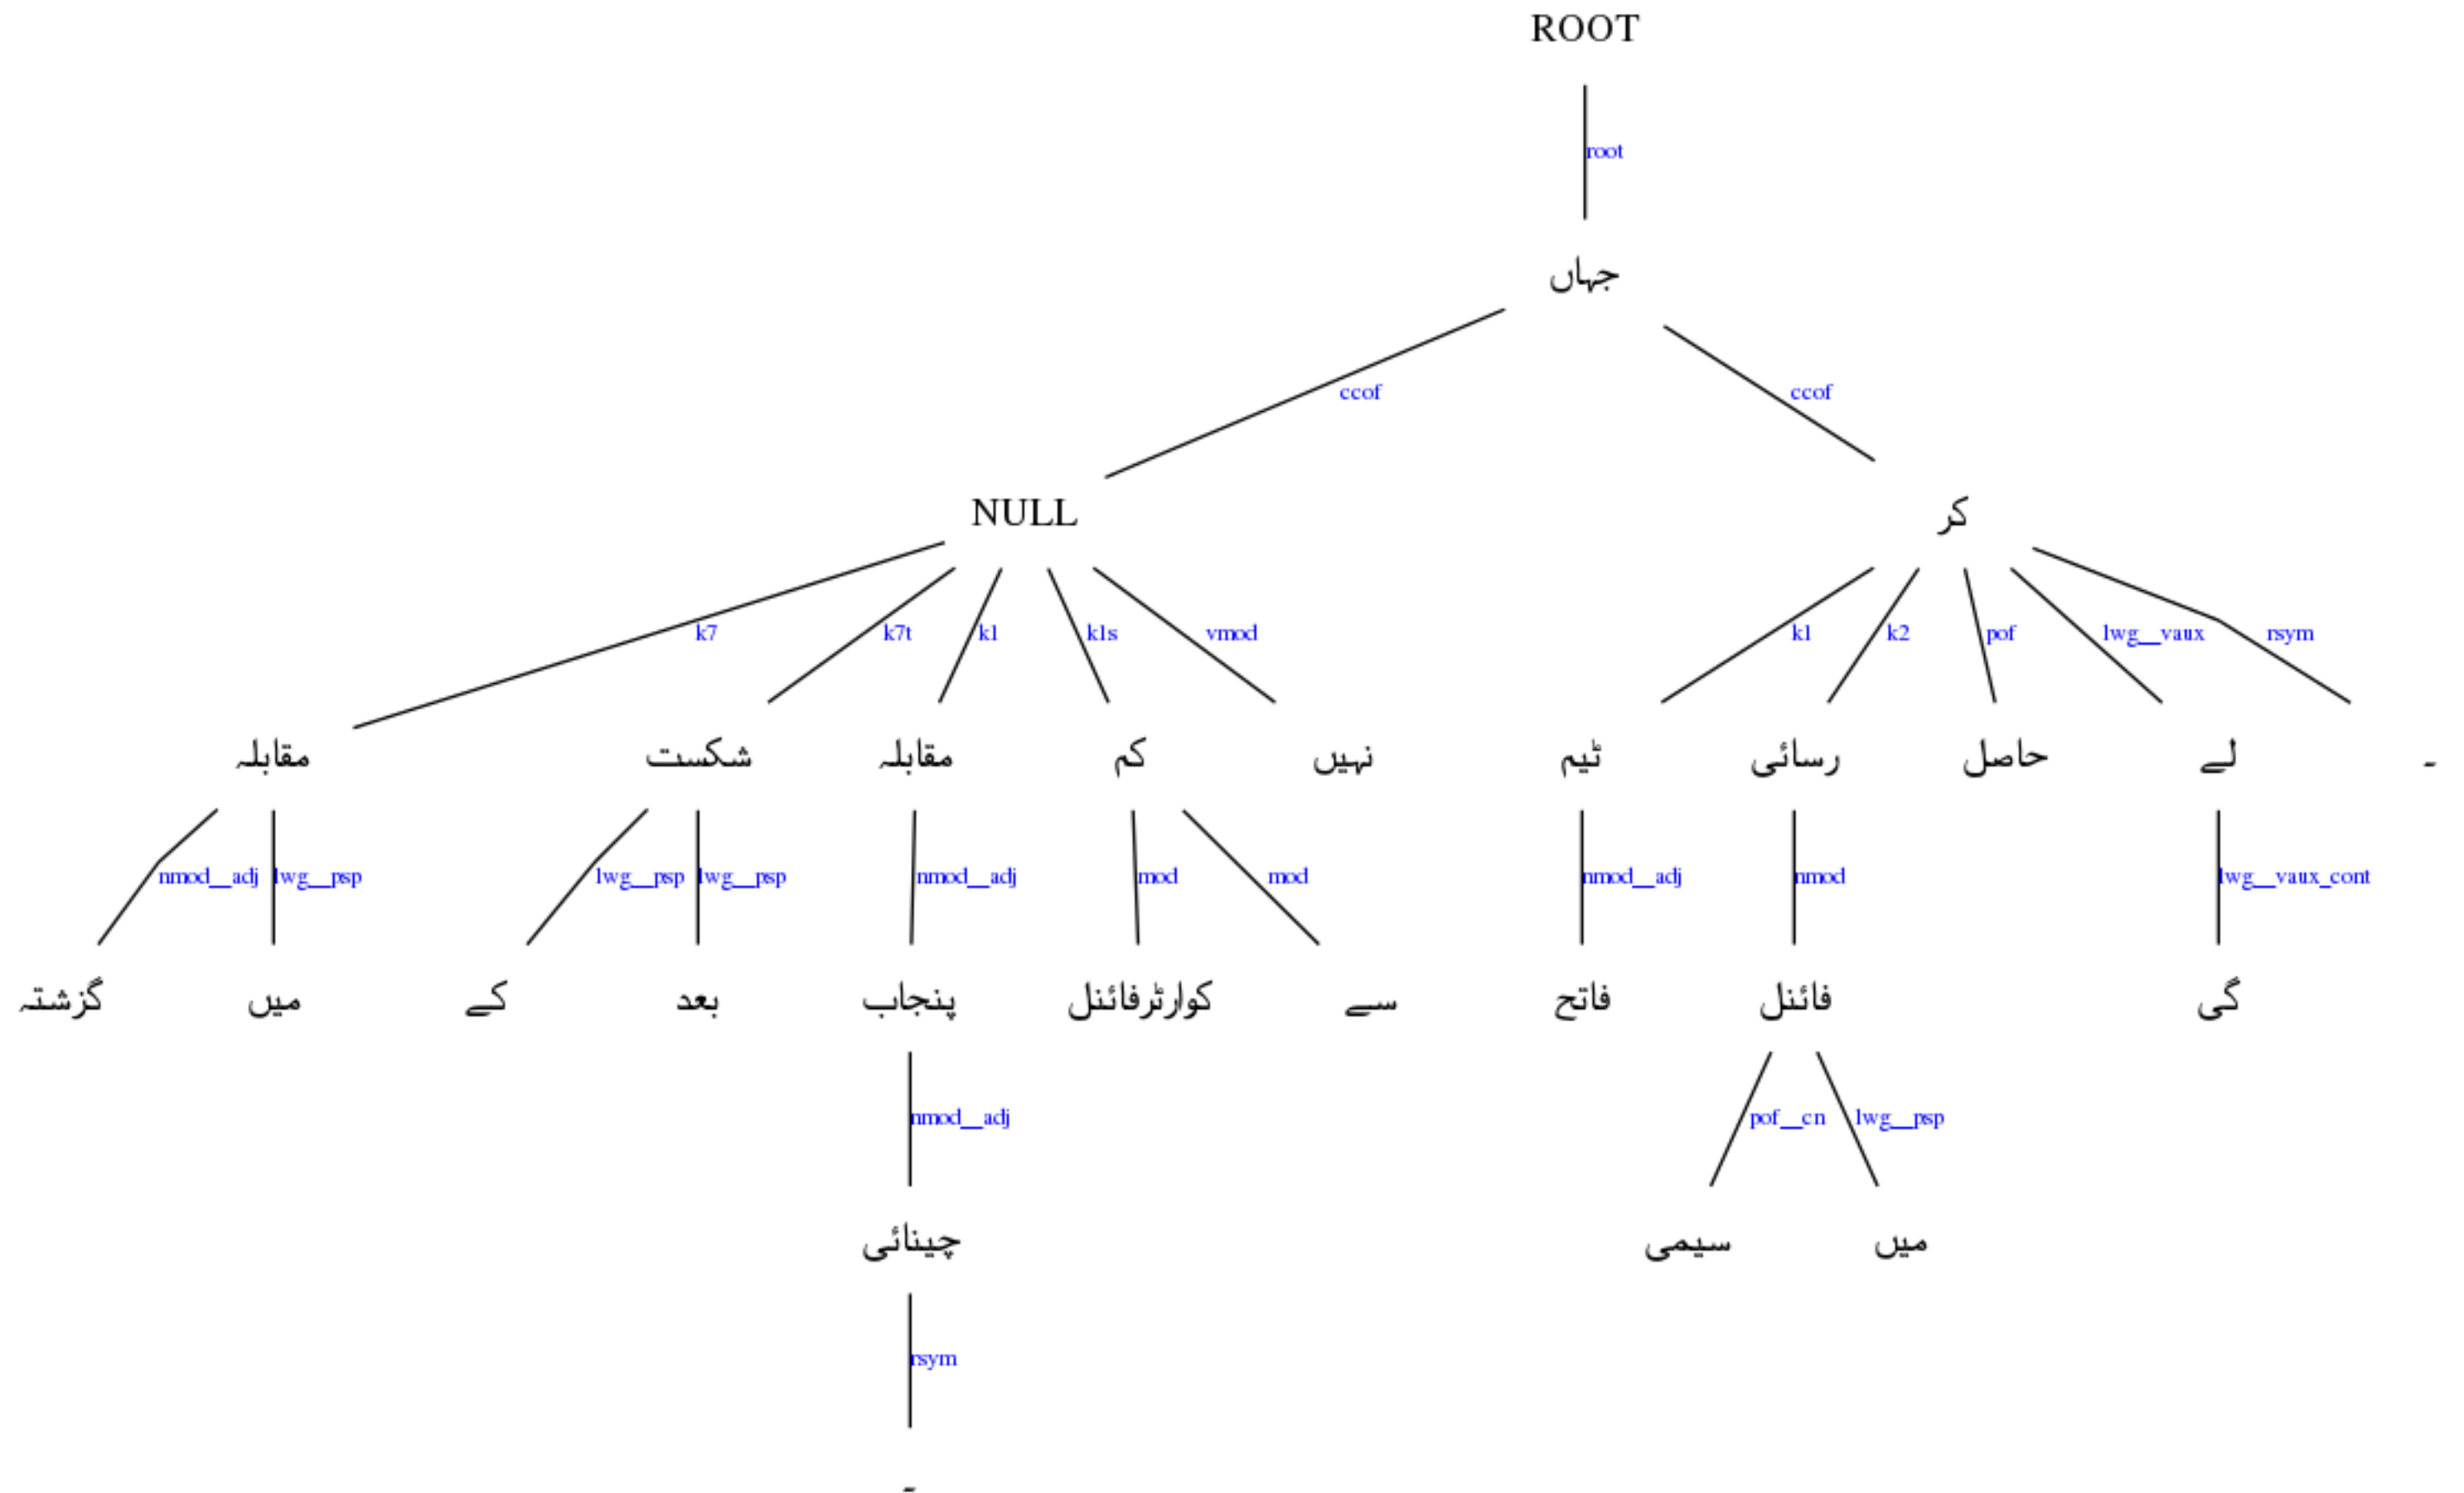 ROOT
root
جہاں
ccof ccof
NULL کر
k7 k7t k1 k1s vmod k1 k2 pof lwg__vaux rsym
مقابلہ شکست مقابلہ کم نہیں ٹیم رسائی حاصل لے ۔
nmod__adj lwg__psp lwg__psp lwg__psp nmod__adj mod mod nmod__adj nmod lwg__vaux_cont
گزشتہ میں کے بعد پنجاب کوارٹرفائنل سے فاتح فائنل گی
nmod__adj pof__cn lwg__psp
چینائی سیمی میں
rsym
۔